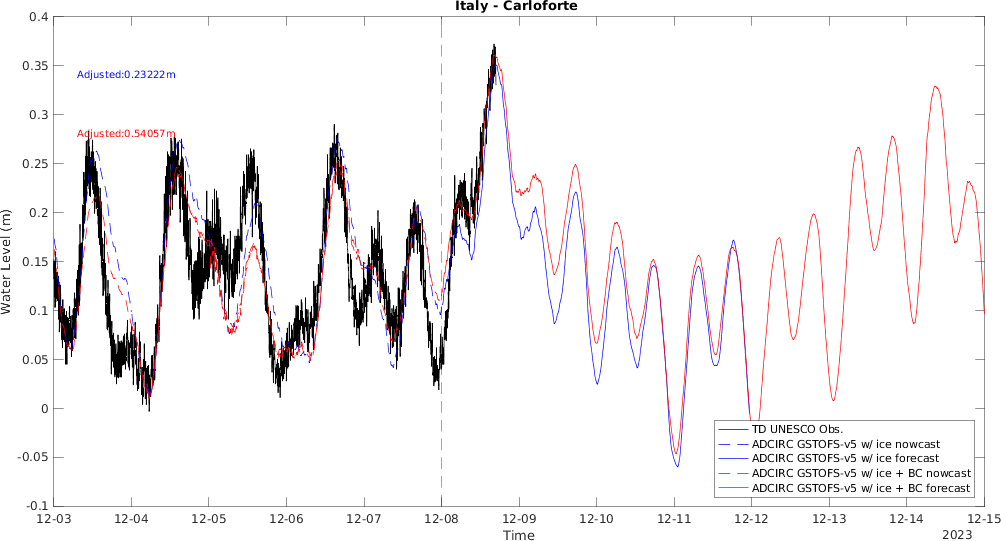 Italy - Carloforte
0.4
0.35
0.3
0.25
0.2
0.15
0.1
0.05
0
-0.05
-0.1
Water Level (m)
Adjusted:0.23222m
Adjusted:0.54057m
TD UNESCO Obs.
ADCIRC GSTOFS-v5 w/ ice nowcast
ADCIRC GSTOFS-v5 w/ ice forecast
ADCIRC GSTOFS-v5 w/ ice + BC nowcast
ADCIRC GSTOFS-v5 w/ ice + BC forecast
12-03 12-04 12-05 12-06 12-07 12-08 12-09 12-10 12-11 12-12 12-13 12-14 12-15
Time
2023